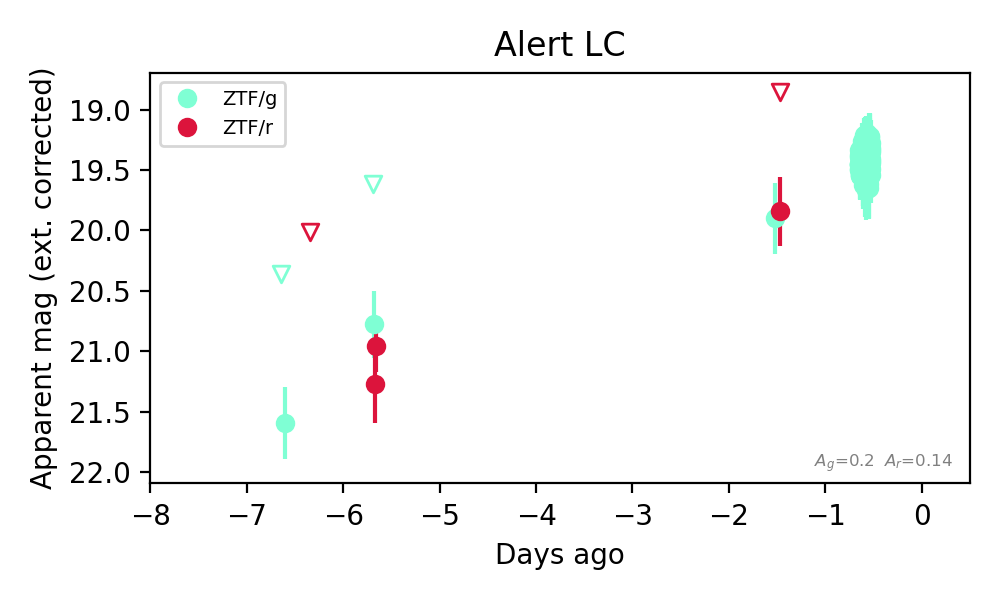 Alert LC
ZTF/g
ZTF/r
Apparent mag (ext. corrected)
19.0
19.5
20.0
20.5
21.0
21.5
22.0
A_g=0.2 A_r=0.14
−8 −7 −6 −5 −4 −3 −2 −1 0
Days ago